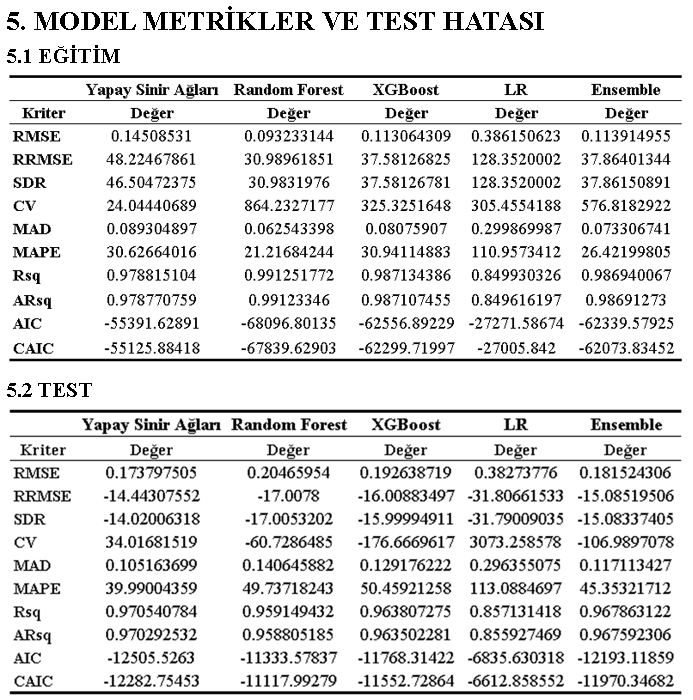 5. MODEL METRİKLER VE TEST HATASI
5.1 EĞİTİM
Yapay Sinir Ağları Random Forest XGBoost LR Ensemble
Kriter Değer Değer Değer Değer Değer
RMSE 0.14508531 0.093233144 0.113064309 0.386150623 0.113914955
RRMSE 48.22467861 30.98961851 37.58126825 128.3520002 37.86401344
SDR 46.50472375 30.9831976 37.58126781 128.3520002 37.86150891
CV 24.04440689 864.2327177 325.3251648 305.4554188 576.8182922
MAD 0.089304897 0.062543398 0.08075907 0.299869987 0.073306741
MAPE 30.62664016 21.21684244 30.94114883 110.9573412 26.42199805
Rsq 0.978815104 0.991251772 0.987134386 0.849930326 0.986940067
ARsq 0.978770759 0.99123346 0.987107455 0.849616197 0.98691273
AIC -55391.62891 -68096.80135 -62556.89229 -27271.58674 -62339.57925
CAIC -55125.88418 -67839.62903 -62299.71997 -27005.842 -62073.83452
5.2 TEST
Yapay Sinir Ağları Random Forest XGBoost LR Ensemble
Kriter Değer Değer Değer Değer Değer
RMSE 0.173797505 0.20465954 0.192638719 0.38273776 0.181524306
RRMSE -14.44307552 -17.0078 -16.00883497 -31.80661533 -15.08519506
SDR -14.02006318 -17.0053202 -15.99994911 -31.79009035 -15.08337405
CV 34.01681519 -60.7286485 -176.6669617 3073.258578 -106.9897078
MAD 0.105163699 0.140645882 0.129176222 0.296355075 0.117113427
MAPE 39.99004359 49.73718243 50.45921258 113.0884697 45.35321712
Rsq 0.970540784 0.959149432 0.963807275 0.857131418 0.967863122
ARsq 0.970292532 0.958805185 0.963502281 0.855927469 0.967592306
AIC -12505.5263 -11333.57837 -11768.31422 -6835.630318 -12193.11859
CAIC -12282.75453 -11117.99279 -11552.72864 -6612.858552 -11970.34682